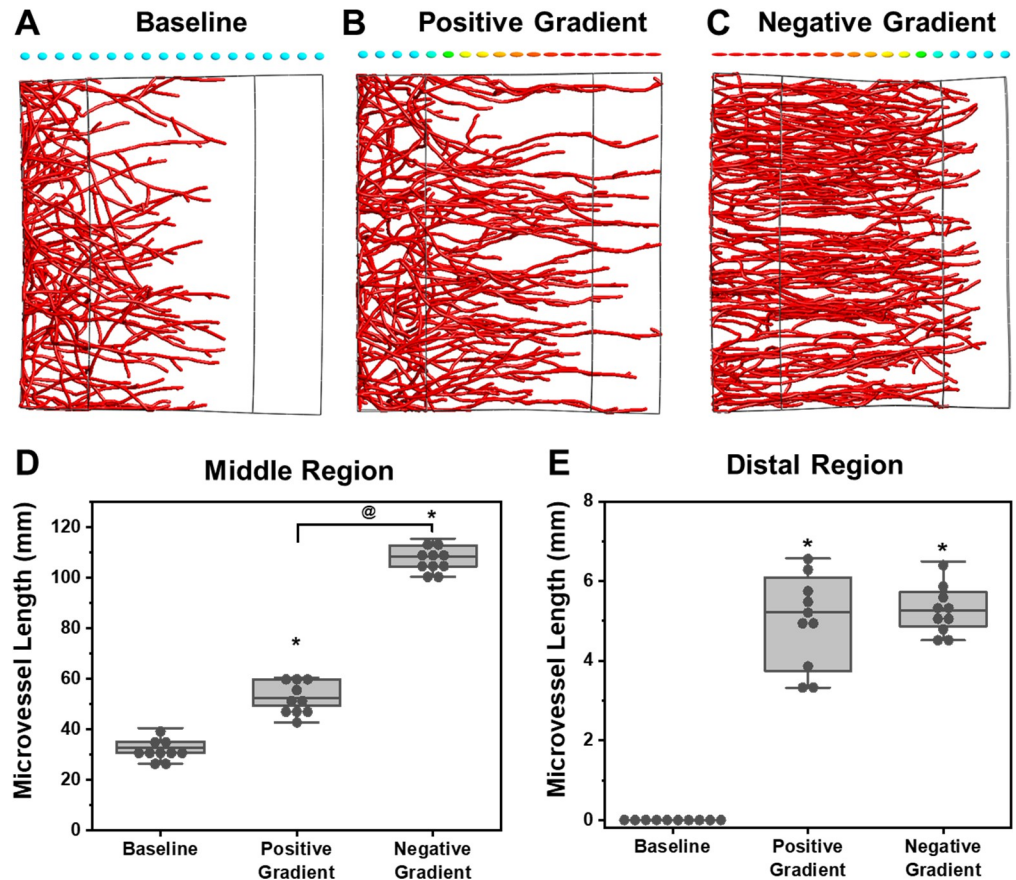 A Baseline
B Positive Gradient
C Negative Gradient
D Middle Region
Microvessel Length (mm)
120
100
80
60
40
20
0
*
@
*
Baseline
Positive
Gradient
Negative
Gradient
E Distal Region
Microvessel Length (mm)
8
6
4
2
0
*
*
Baseline
Positive
Gradient
Negative
Gradient